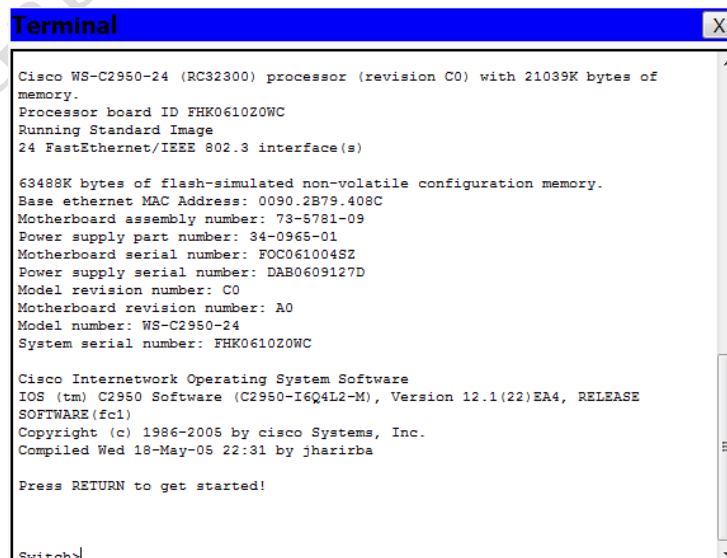 Terminal
X
Cisco WS-C2950-24 (RC32300) processor (revision C0) with 21039K bytes of
memory.
Processor board ID FHK0610Z0WC
Running Standard Image
24 FastEthernet/IEEE 802.3 interface(s)
63488K bytes of flash-simulated non-volatile configuration memory.
Base ethernet MAC Address: 0090.2B79.408C
Motherboard assembly number: 73-5781-09
Power supply part number: 34-0965-01
Motherboard serial number: FOC061004SZ
Power supply serial number: DAB0609127D
Model revision number: C0
Motherboard revision number: A0
Model number: WS-C2950-24
System serial number: FHK0610Z0WC
Cisco Internetwork Operating System Software
IOS (tm) C2950 Software (C2950-I6Q4L2-M), Version 12.1(22)EA4, RELEASE
SOFTWARE(fc1)
Copyright (c) 1986-2005 by cisco Systems, Inc.
Compiled Wed 18-May-05 22:31 by jharirba
Press RETURN to get started!
Switch>